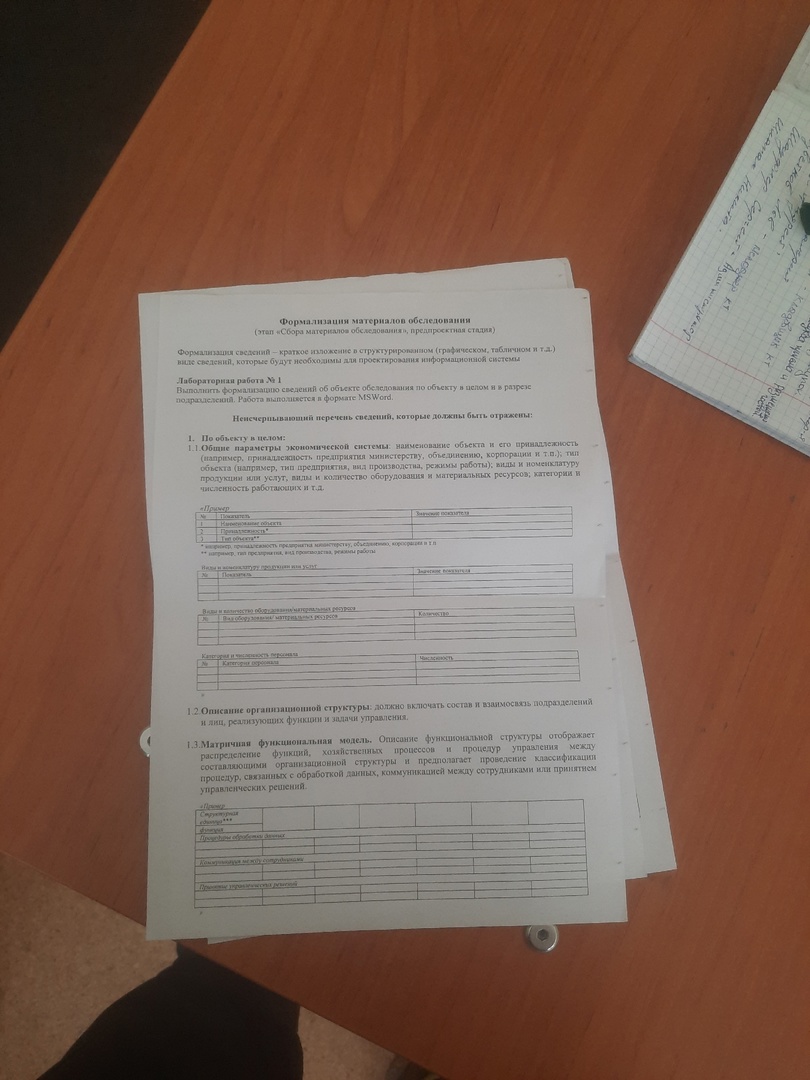 Формализация материалов обследования
(этап «Сбора материалов обследования», предпроектная стадия)
Формализация сведений – краткое изложение в структурированном (графическом, табличном и т.д.)
виде сведений, которые будут необходимы для проектирования информационной системы
Лабораторная работа № 1
Выполнить формализацию сведений об объекте обследования по объекту в целом и в разрезе
подразделений. Работа выполняется в формате MSWord.
Неисчерпывающий перечень сведений, которые должны быть отражены:
1. По объекту в целом:
1.1. Общие параметры экономической системы: наименование объекта и его принадлежность
(например, принадлежность предприятия министерству, объединению, корпорации и т.п.); тип
объекта (например, тип предприятия, вид производства, режимы работы); виды и номенклатуру
продукции или услуг, виды и количество оборудования и материальных ресурсов; категории и
численность работающих и т.д.
«Пример
№ Показатель Значение показателя
1 Наименование объекта
2 Принадлежность*
3 Тип объекта**
* например, принадлежность предприятия министерству, объединению, корпорации и т.п.
** например, тип предприятия, вид производства, режимы работы
Виды и номенклатуру продукции или услуг
№ Показатель Значение показателя
Виды и количество оборудования/материальных ресурсов
№ Вид оборудования/ материальных ресурсов Количество
Категории и численность персонала
№ Категория персонала Численность
»
1.2. Описание организационной структуры: должно включать состав и взаимосвязь подразделений
и лиц, реализующих функции и задачи управления.
1.3. Матричная функциональная модель. Описание функциональной структуры отображает
распределение функций, хозяйственных процессов и процедур управления между
составляющими организационной структуры и предполагает проведение классификации
процедур, связанных с обработкой данных, коммуникацией между сотрудниками или принятием
управленческих решений.
«Пример
Структурная
единица***
функция
Процедуры обработки данных
Коммуникация между сотрудниками
Принятие управленческих решений
»